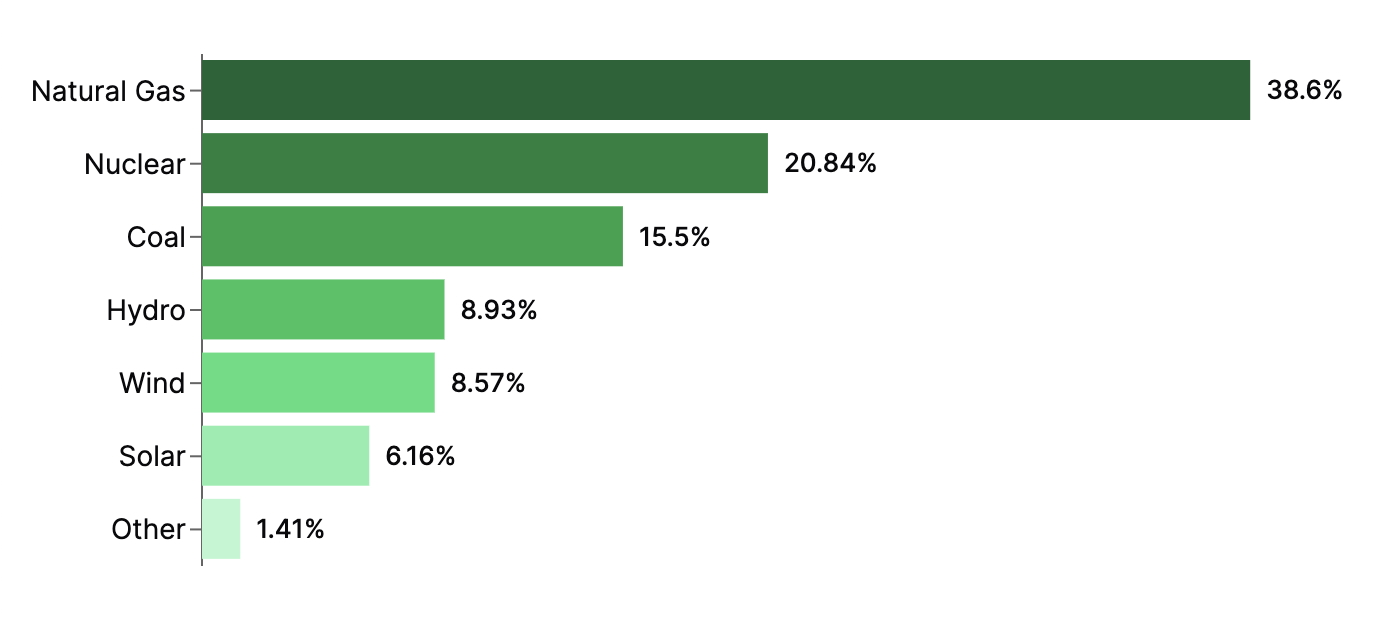 Natural Gas 38.6%
Nuclear 20.84%
Coal 15.5%
Hydro 8.93%
Wind 8.57%
Solar 6.16%
Other 1.41%